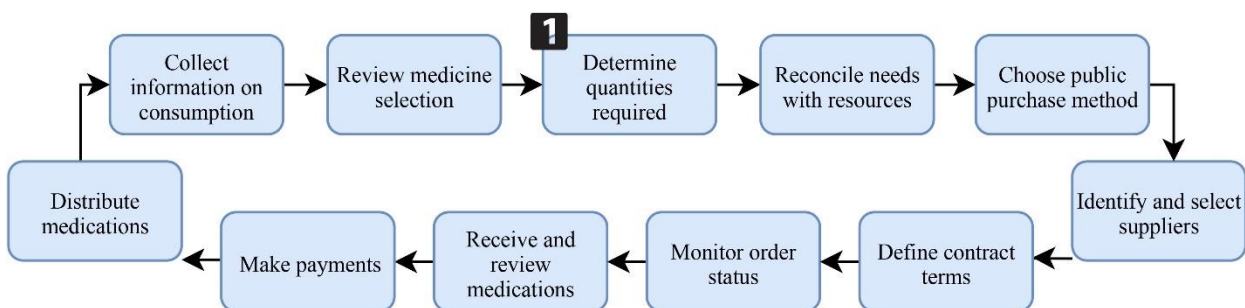 1
Collect
information on
consumption
Review medicine
selection
Determine
quantities
required
Reconcile needs
with resources
Choose public
purchase method
Identify and select
suppliers
Define contract
terms
Monitor order
status
Receive and
review
medications
Make payments
Distribute
medications